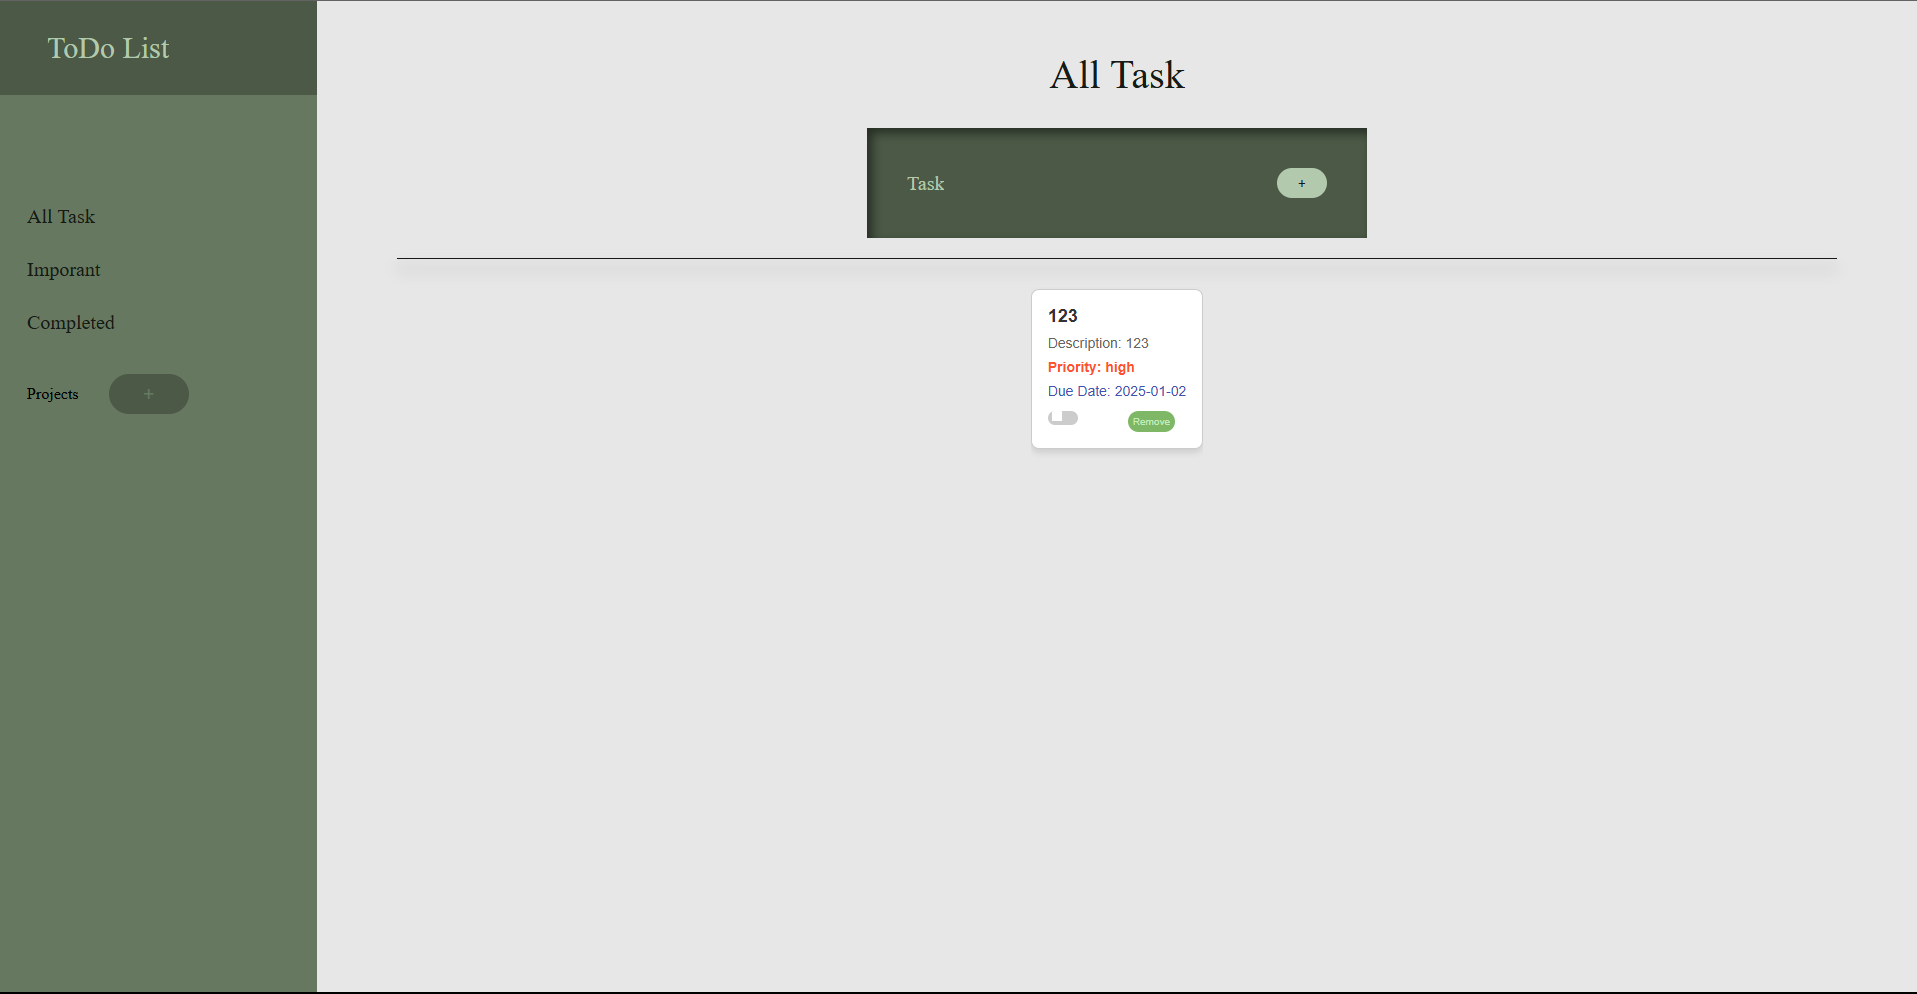 ToDo List
All Task
Imporant
Completed
Projects +
All Task
Task +
123
Description: 123
Priority: high
Due Date: 2025-01-02
Remove